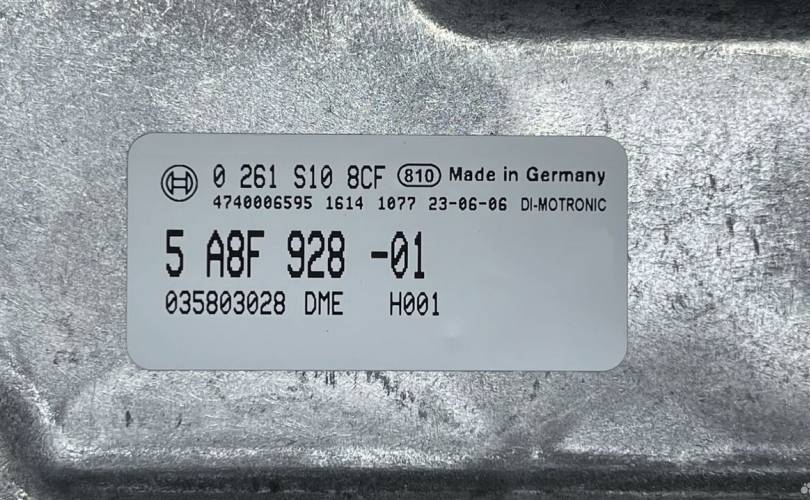 0 261 S10 8CF 810 Made in Germany
4740006595 1614 1077 23-06-06 DI-MOTRONIC
5 A8F 928 -01
035803028 DME H001